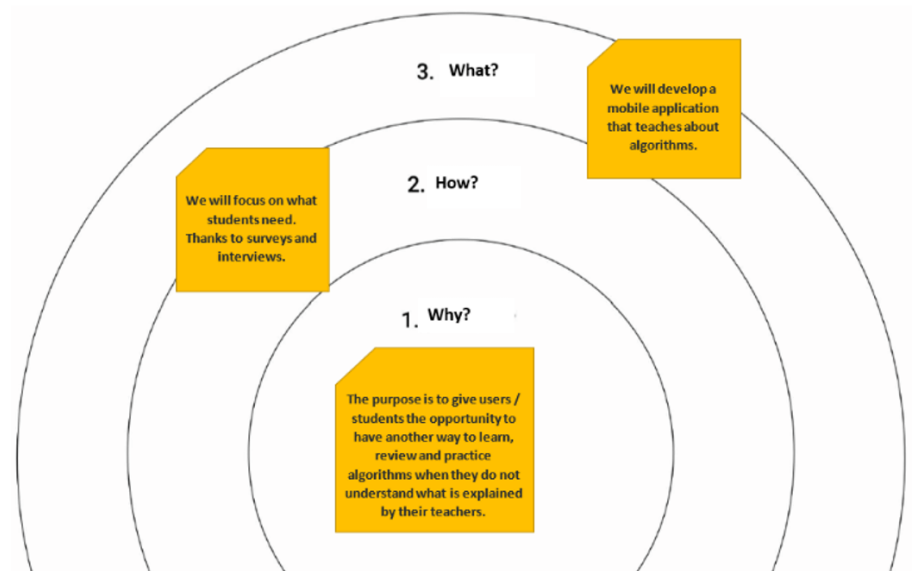 3. What?
We will develop a
mobile application
that teaches about
algorithms.
2. How?
We will focus on what
students need.
Thanks to surveys and
interviews.
1. Why?
The purpose is to give users /
students the opportunity to
have another way to learn,
review and practice
algorithms when they do not
understand what is explained
by their teachers.